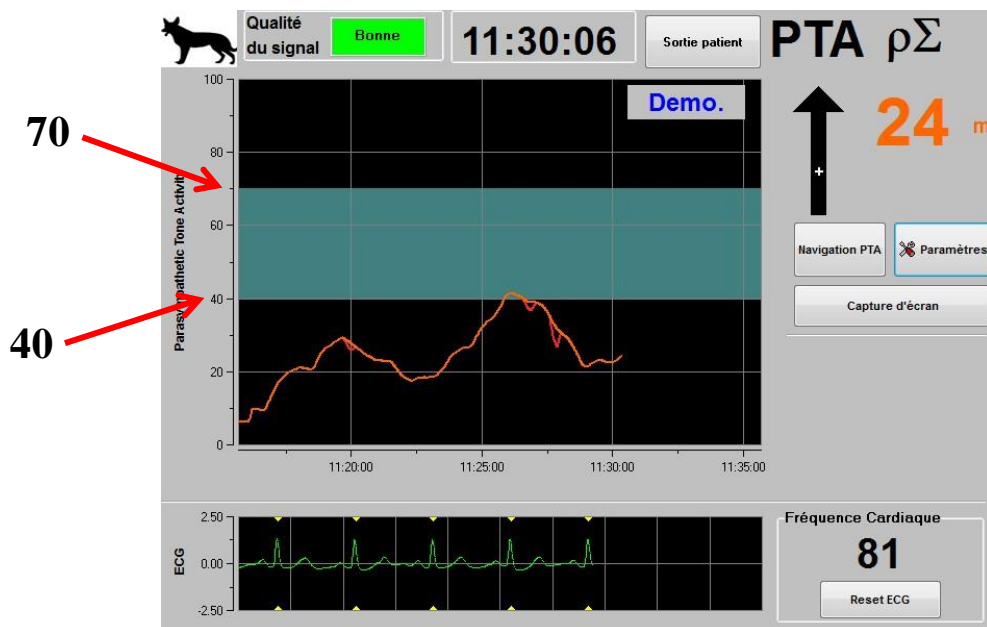 Qualité
du signal
Bonne
11:30:06
Sortie patient
PTA ρΣ
70
40
Parasympathetic Tone Activity
100
80
60
40
20
0
Demo.
11:20:00 11:25:00 11:30:00 11:35:00
24 m
Navigation PTA
Paramètres
Capture d'écran
ECG
2.50
0.00
-2.50
Fréquence Cardiaque
81
Reset ECG